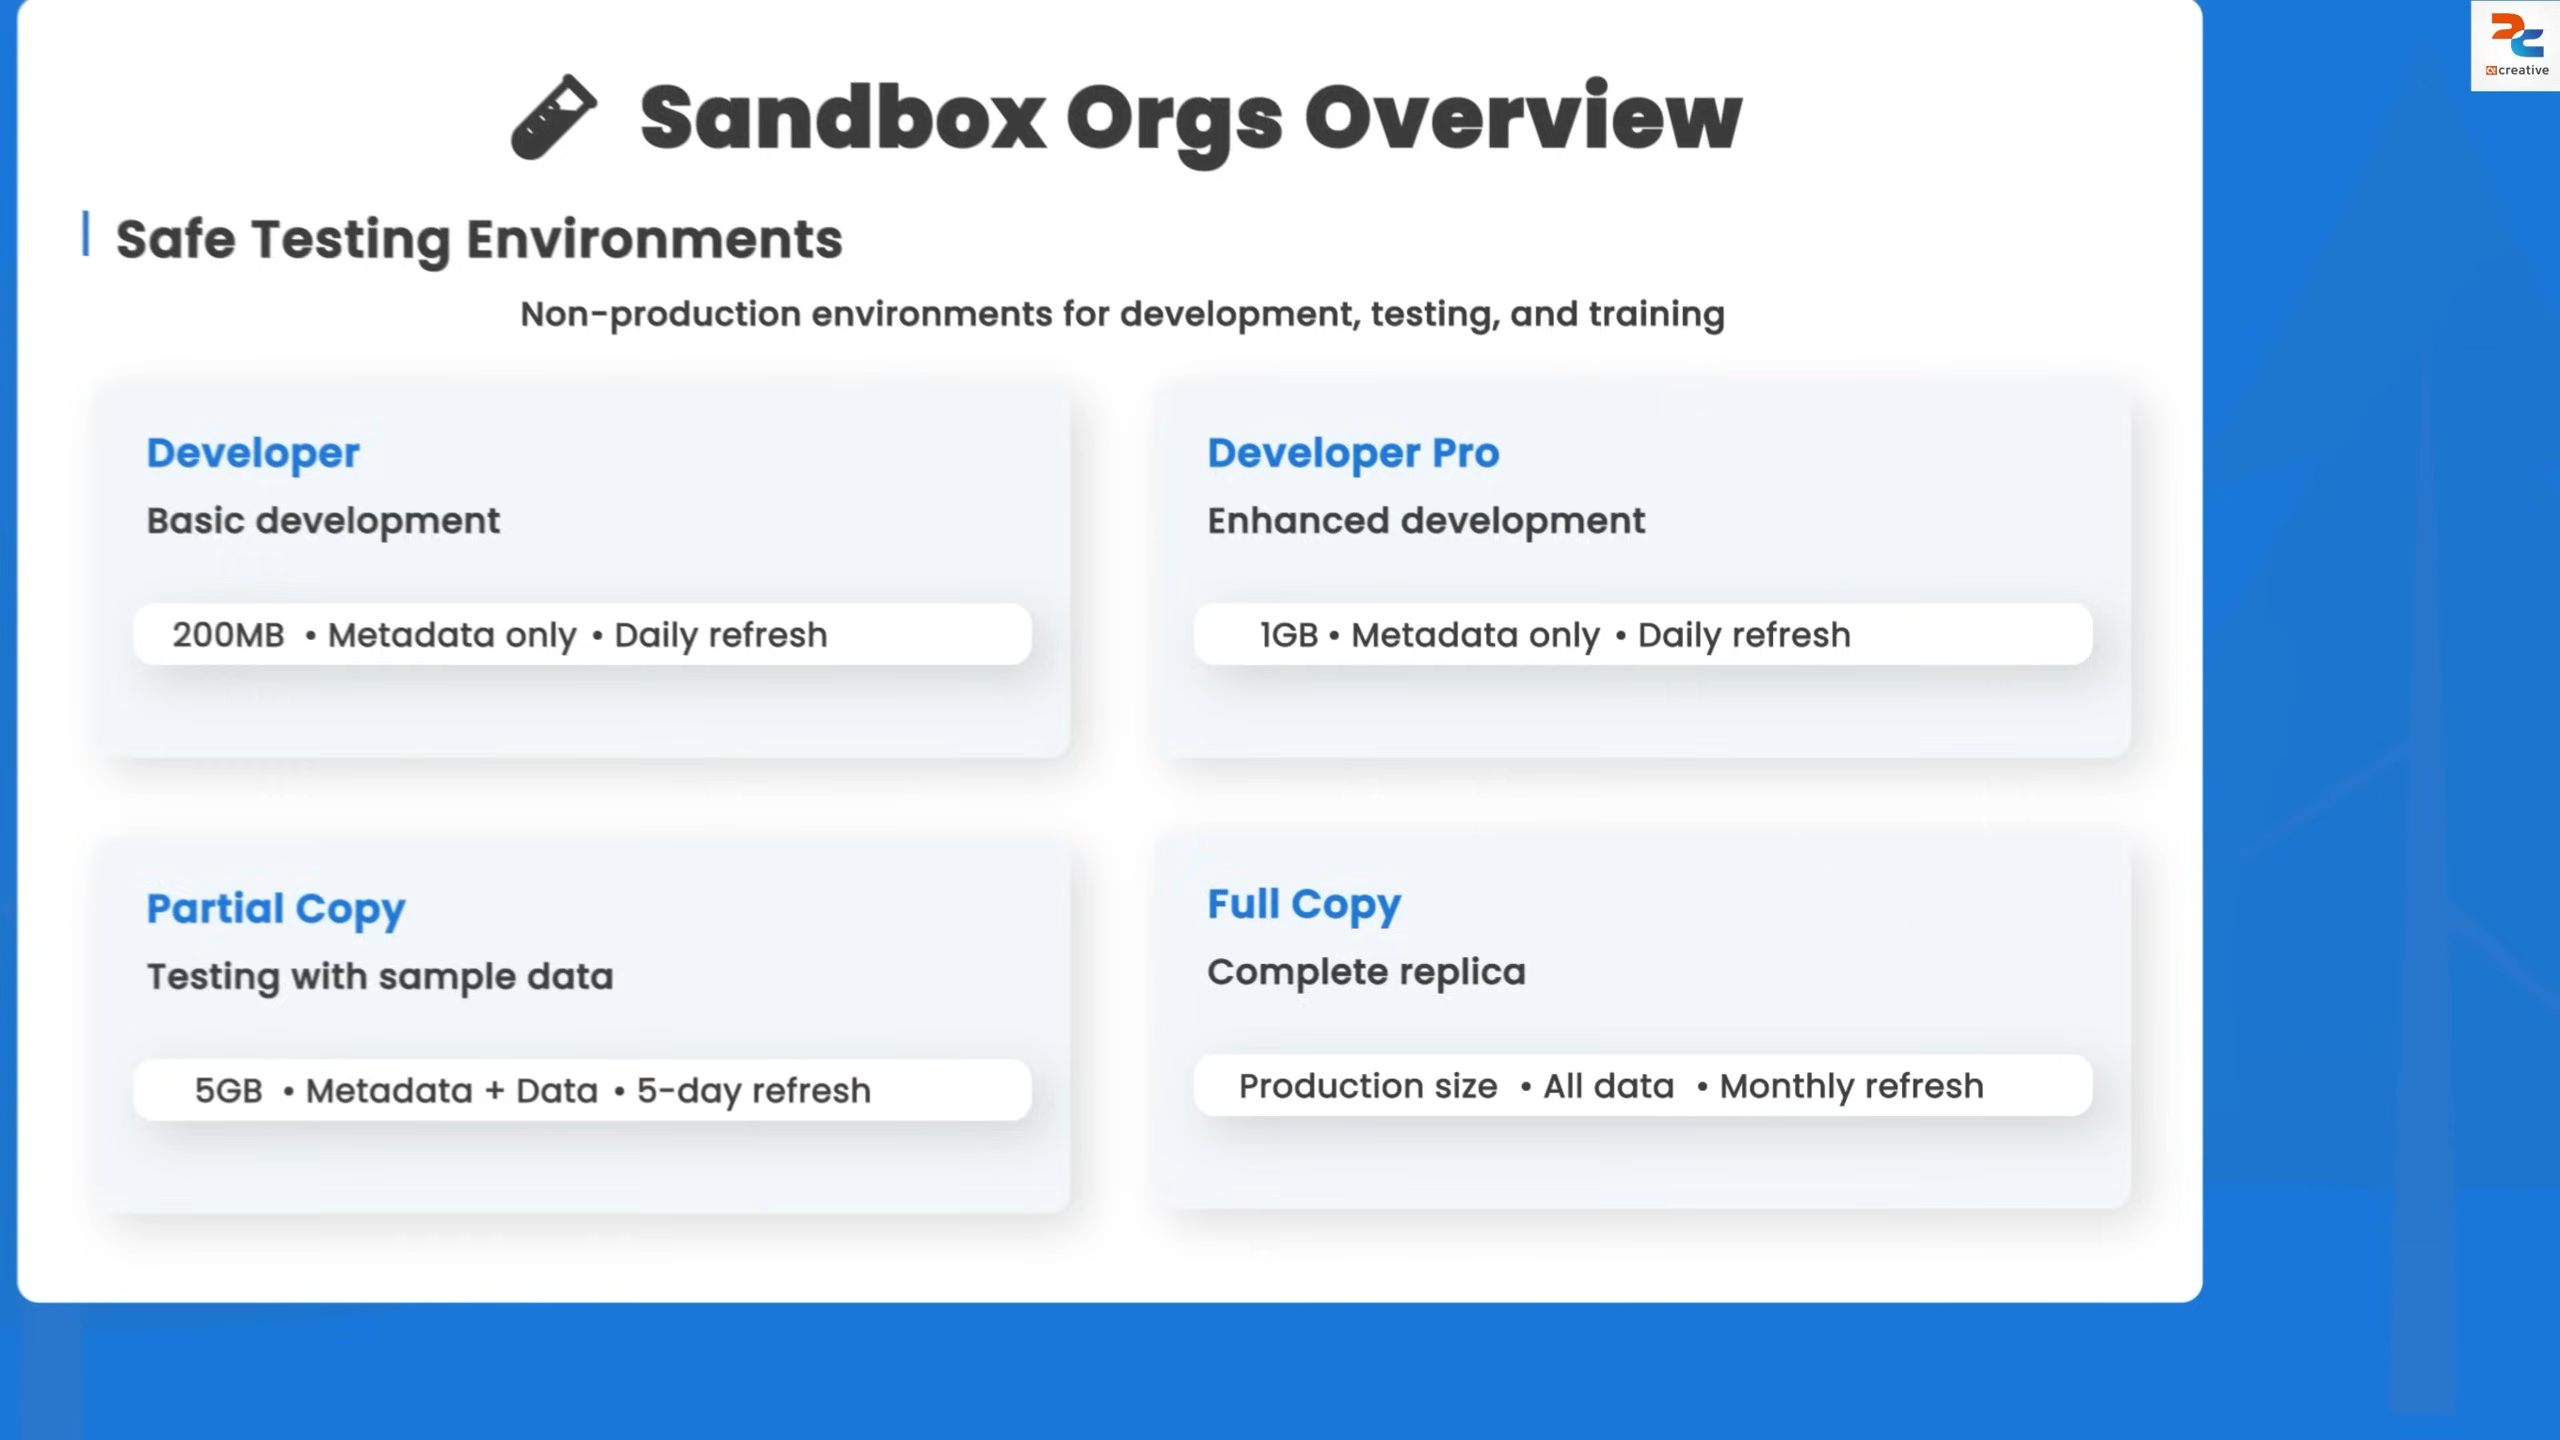 Sandbox Orgs Overview
Safe Testing Environments
Non-production environments for development, testing, and training
Developer
Basic development
200MB • Metadata only • Daily refresh
Developer Pro
Enhanced development
1GB • Metadata only • Daily refresh
Partial Copy
Testing with sample data
5GB • Metadata + Data • 5-day refresh
Full Copy
Complete replica
Production size • All data • Monthly refresh
creative